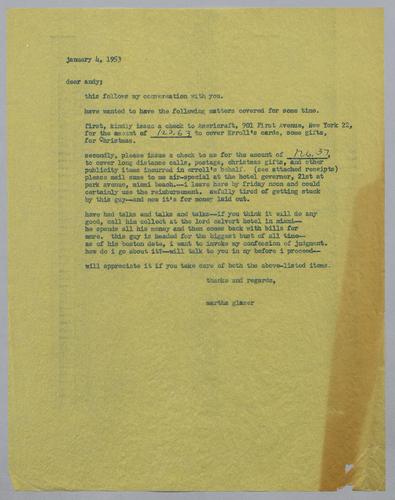 january 4, 1953
dear andy;
this follows my conversation with you.
have wanted to have the following matters covered for some time.
first, kindly issue a check to Americraft, 901 First Avenue, New York 22,
for the amount of 122.63 to cover Erroll's cards, some gifts,
for Christmas.
secondly, please issue a check to me for the amount of 126.37,
to cover long distance calls, postage, christmas gifts, and other
publicity items incurred in erroll's behalf. (see attached receipts)
please mail same to me air-special at the hotel governor, 21st at
park avenue, miami beach.--i leave here by friday noon and could
certainly use the reimbursement. awfully tired of getting stuck
by this guy--and now it's for money laid out.
have had talks and talks and talks--if you think it will do any
good, call him collect at the lord calvert hotel in miami--
he spends all his money and then comes back with bills for
more. this guy is headed for the biggest bust of all time--
as of his boston date, i want to invoke my confession of judgment.
how do i go about it?--will talk to you in my before i proceed--
will appreciate it if you take care of both the above-listed items.
thanks and regards,
martha glaser